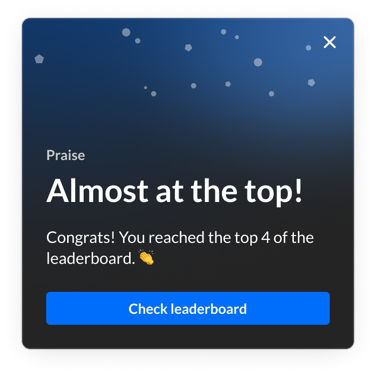 Praise
Almost at the top!
Congrats! You reached the top 4 of the
leaderboard. 👏
Check leaderboard